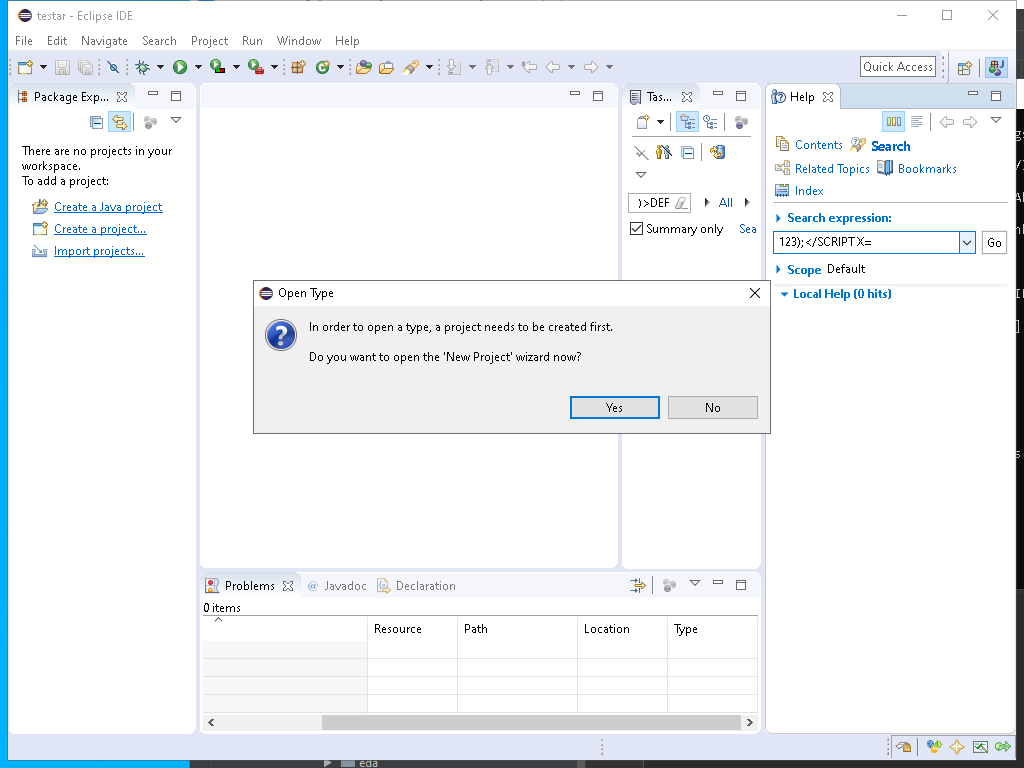 testar - Eclipse IDE
File Edit Navigate Search Project Run Window Help
Quick Access
Package Exp...
Tas...
Help
There are no projects in your
workspace.
To add a project:
Create a Java project
Create a project...
Import projects...
)>DEF
All
Summary only
Sea
Contents
Search
Related Topics
Bookmarks
Index
Search expression:
123);</SCRIPT X=
Go
Scope Default
Local Help (0 hits)
Open Type
In order to open a type, a project needs to be created first.
Do you want to open the 'New Project' wizard now?
Yes
No
Problems
@ Javadoc
Declaration
0 items
Resource Path Location Type
eda